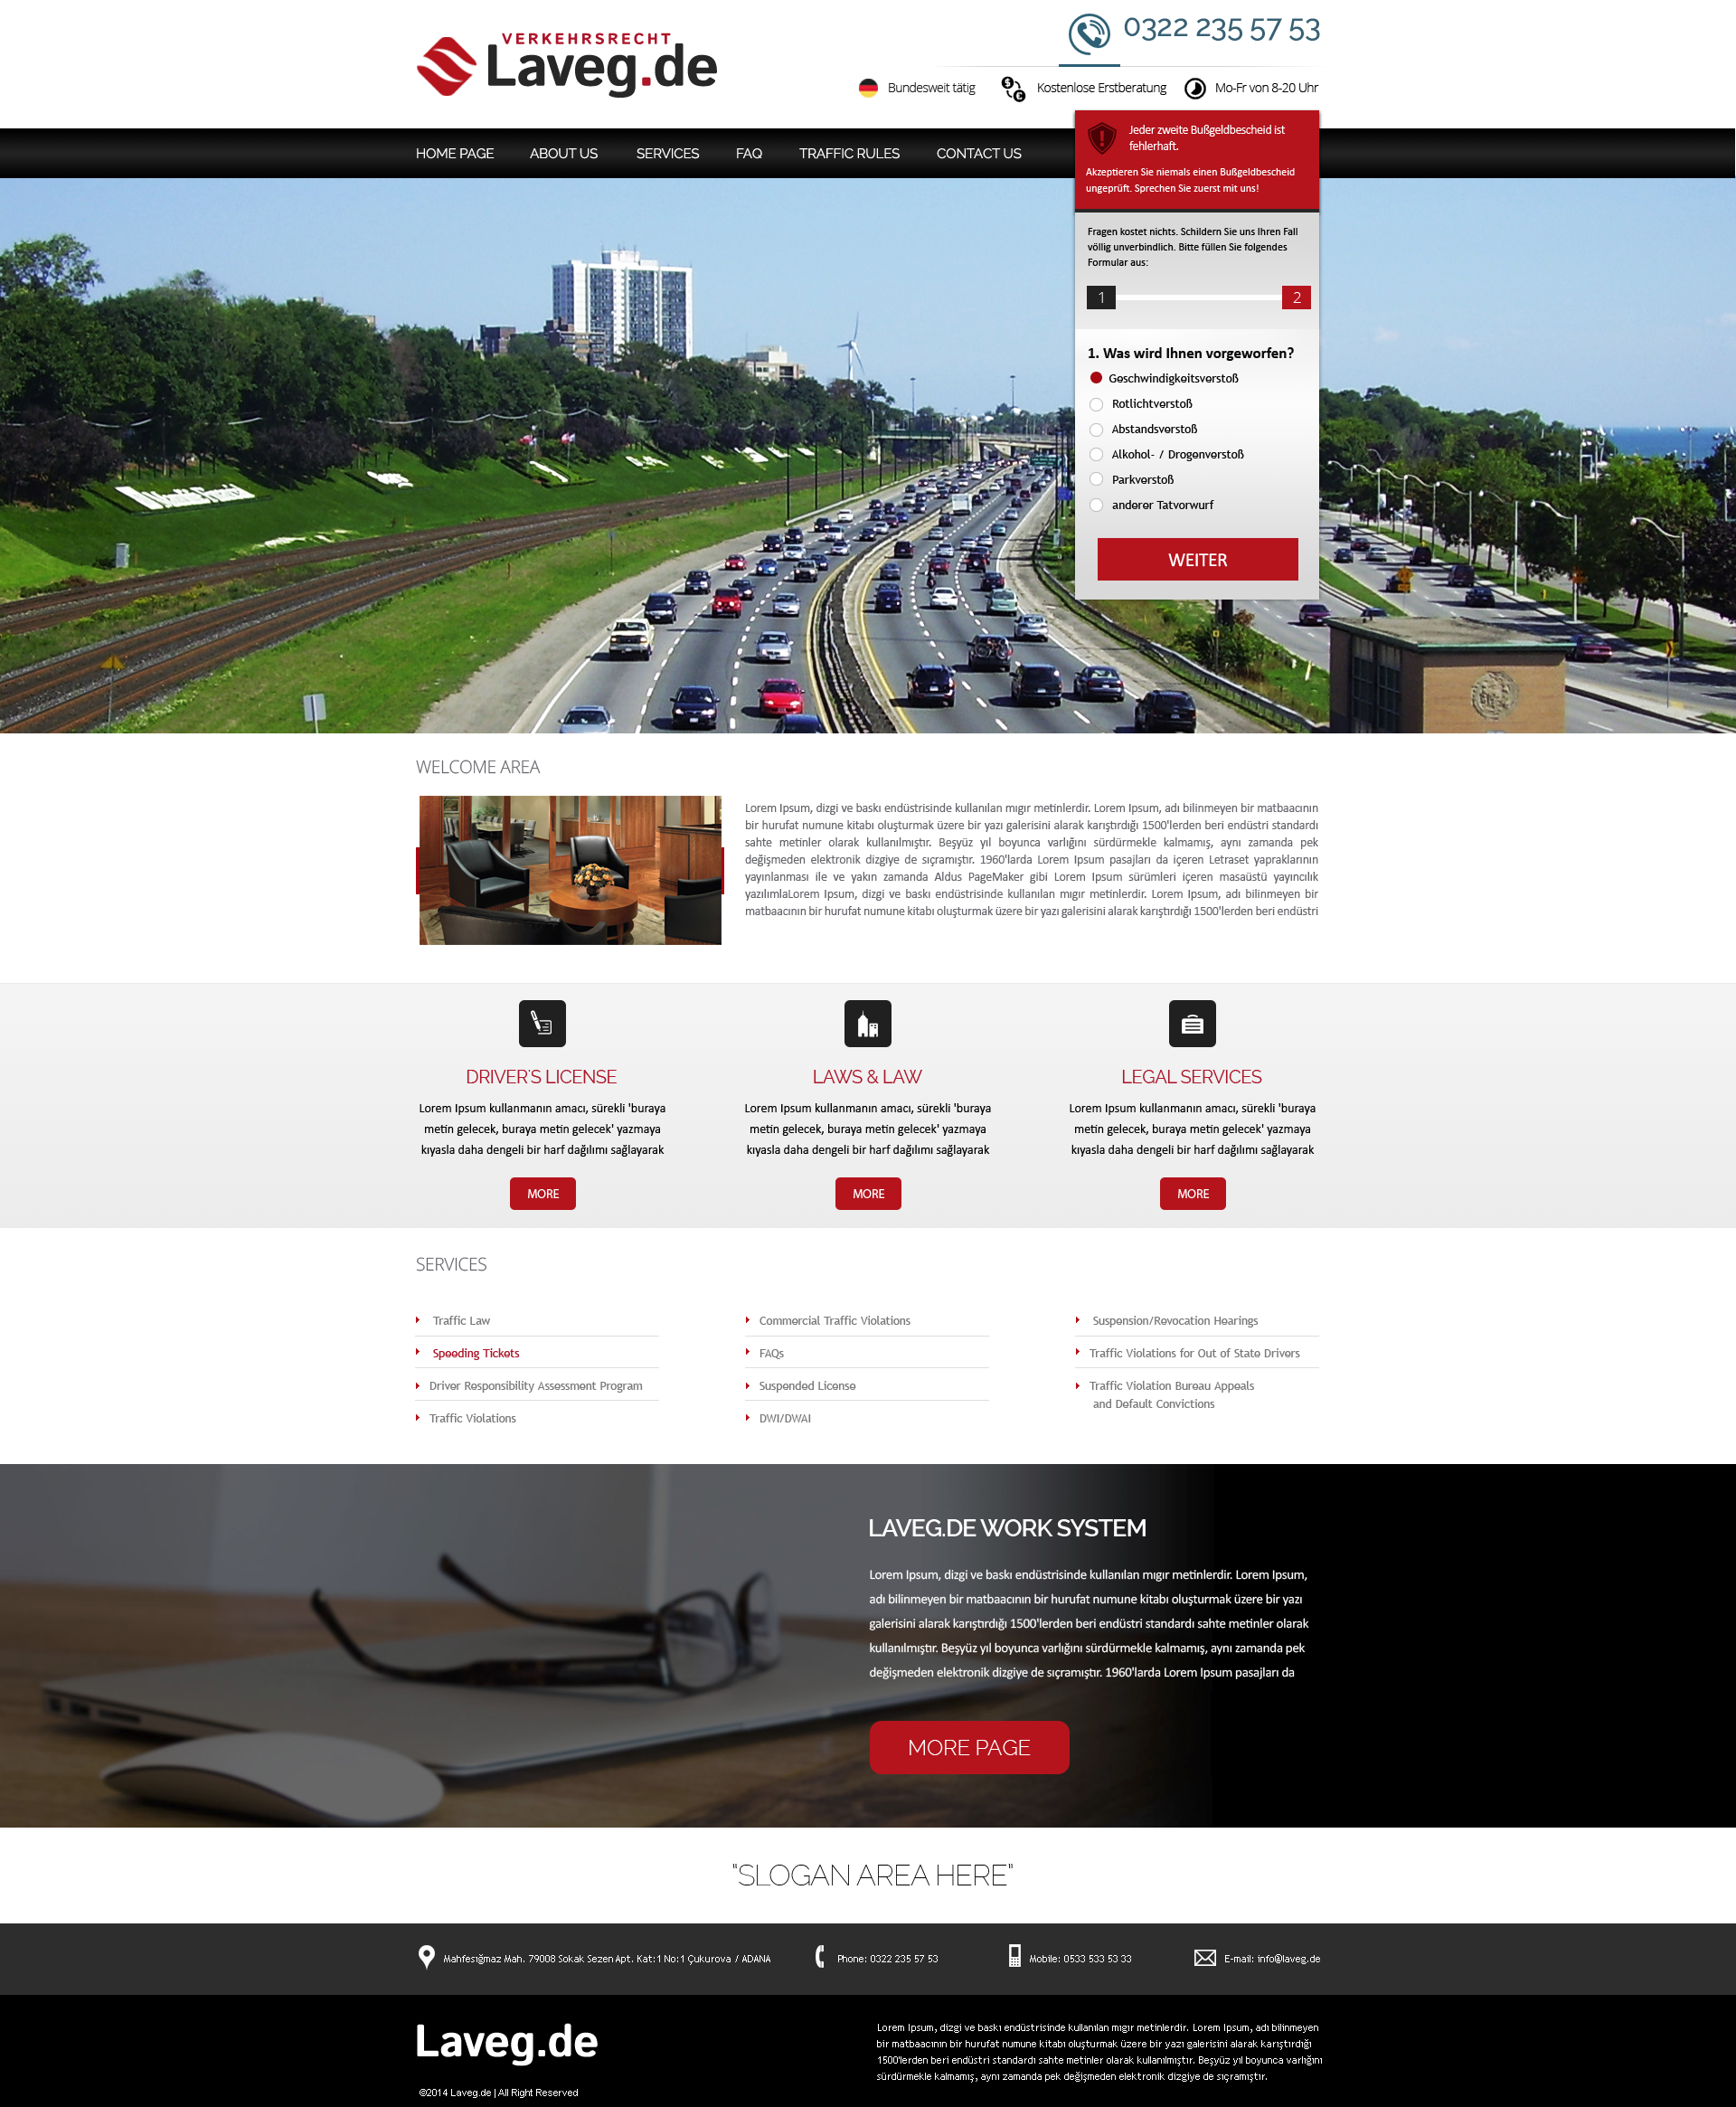 VERKEHRSRECHT
Laveg.de
0322 235 57 53
Bundesweit tätig
Kostenlose Erstberatung
Mo-Fr von 8-20 Uhr
HOME PAGE
ABOUT US
SERVICES
FAQ
TRAFFIC RULES
CONTACT US
Jeder zweite Bußgeldbescheid ist
fehlerhaft.
Akzeptieren Sie niemals einen Bußgeldbescheid
ungeprüft. Sprechen Sie zuerst mit uns!
Fragen kostet nichts. Schildern Sie uns Ihren Fall
völlig unverbindlich. Bitte füllen Sie folgendes
Formular aus:
1
2
1. Was wird Ihnen vorgeworfen?
Geschwindigkeitsverstoß
Rotlichtverstoß
Abstandsverstoß
Alkohol- / Drogenverstoß
Parkverstoß
anderer Tatvorwurf
WEITER
WELCOME AREA
Lorem Ipsum, dizgi ve baskı endüstrisinde kullanılan mıgır metinlerdir. Lorem Ipsum, adı bilinmeyen bir matbaacının
bir hurufat numune kitabı oluşturmak üzere bir yazı galerisini alarak karıştırdığı 1500'lerden beri endüstri standardı
sahte metinler olarak kullanılmıştır. Beşyüz yıl boyunca varlığını sürdürmekle kalmamış, aynı zamanda pek
değişmeden elektronik dizgiye de sıçramıştır. 1960'larda Lorem Ipsum pasajları da içeren Letraset yapraklarının
yayınlanması ile ve yakın zamanda Aldus PageMaker gibi Lorem Ipsum sürümleri içeren masaüstü yayıncılık
yazılımlaLorem Ipsum, dizgi ve baskı endüstrisinde kullanılan mıgır metinlerdir. Lorem Ipsum, adı bilinmeyen bir
matbaacının bir hurufat numune kitabı oluşturmak üzere bir yazı galerisini alarak karıştırdığı 1500'lerden beri endüstri
DRIVER'S LICENSE
Lorem Ipsum kullanmanın amacı, sürekli 'buraya
metin gelecek, buraya metin gelecek' yazmaya
kıyasla daha dengeli bir harf dağılımı sağlayarak
MORE
LAWS & LAW
Lorem Ipsum kullanmanın amacı, sürekli 'buraya
metin gelecek, buraya metin gelecek' yazmaya
kıyasla daha dengeli bir harf dağılımı sağlayarak
MORE
LEGAL SERVICES
Lorem Ipsum kullanmanın amacı, sürekli 'buraya
metin gelecek, buraya metin gelecek' yazmaya
kıyasla daha dengeli bir harf dağılımı sağlayarak
MORE
SERVICES
Traffic Law
Speeding Tickets
Driver Responsibility Assessment Program
Traffic Violations
Commercial Traffic Violations
FAQs
Suspended License
DWI/DWAI
Suspension/Revocation Hearings
Traffic Violations for Out of State Drivers
Traffic Violation Bureau Appeals
and Default Convictions
LAVEG.DE WORK SYSTEM
Lorem Ipsum, dizgi ve baskı endüstrisinde kullanılan mıgır metinlerdir. Lorem Ipsum,
adı bilinmeyen bir matbaacının bir hurufat numune kitabı oluşturmak üzere bir yazı
galerisini alarak karıştırdığı 1500'lerden beri endüstri standardı sahte metinler olarak
kullanılmıştır. Beşyüz yıl boyunca varlığını sürdürmekle kalmamış, aynı zamanda pek
değişmeden elektronik dizgiye de sıçramıştır. 1960'larda Lorem Ipsum pasajları da
MORE PAGE
"SLOGAN AREA HERE"
Mahfesığmaz Mah. 79008 Sokak Sezen Apt. Kat:1 No:1 Çukurova / ADANA
Phone: 0322 235 57 53
Mobile: 0533 533 53 33
E-mail: info@laveg.de
Laveg.de
©2014 Laveg.de | All Right Reserved
Lorem Ipsum, dizgi ve baskı endüstrisinde kullanılan mıgır metinlerdir. Lorem Ipsum, adı bilinmeyen
bir matbaacının bir hurufat numune kitabı oluşturmak üzere bir yazı galerisini alarak karıştırdığı
1500'lerden beri endüstri standardı sahte metinler olarak kullanılmıştır. Beşyüz yıl boyunca varlığını
sürdürmekle kalmamış, aynı zamanda pek değişmeden elektronik dizgiye de sıçramıştır.